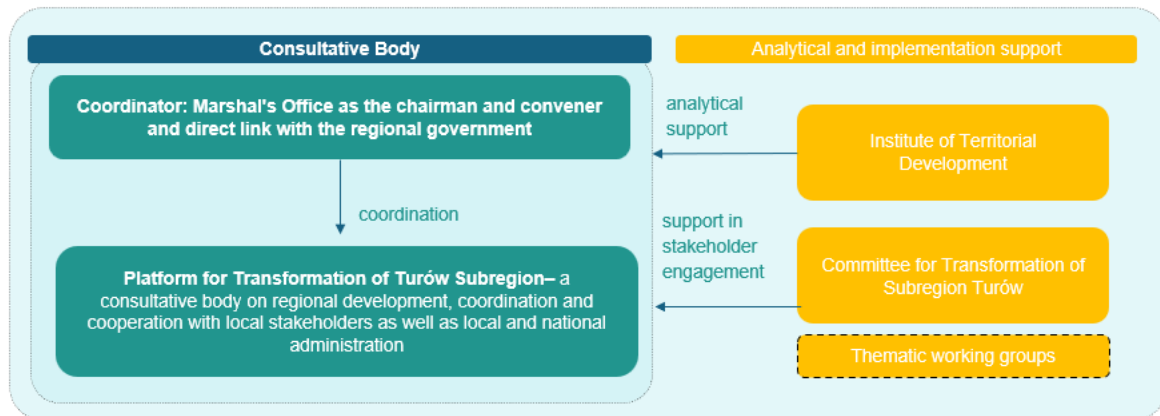 Consultative Body
Analytical and implementation support
Coordinator: Marshal's Office as the chairman and convener
and direct link with the regional government
analytical
support
Institute of Territorial
Development
coordination
support in
stakeholder
engagement
Platform for Transformation of Turów Subregion– a
consultative body on regional development, coordination and
cooperation with local stakeholders as well as local and national
administration
Committee for Transformation of
Subregion Turów
Thematic working groups